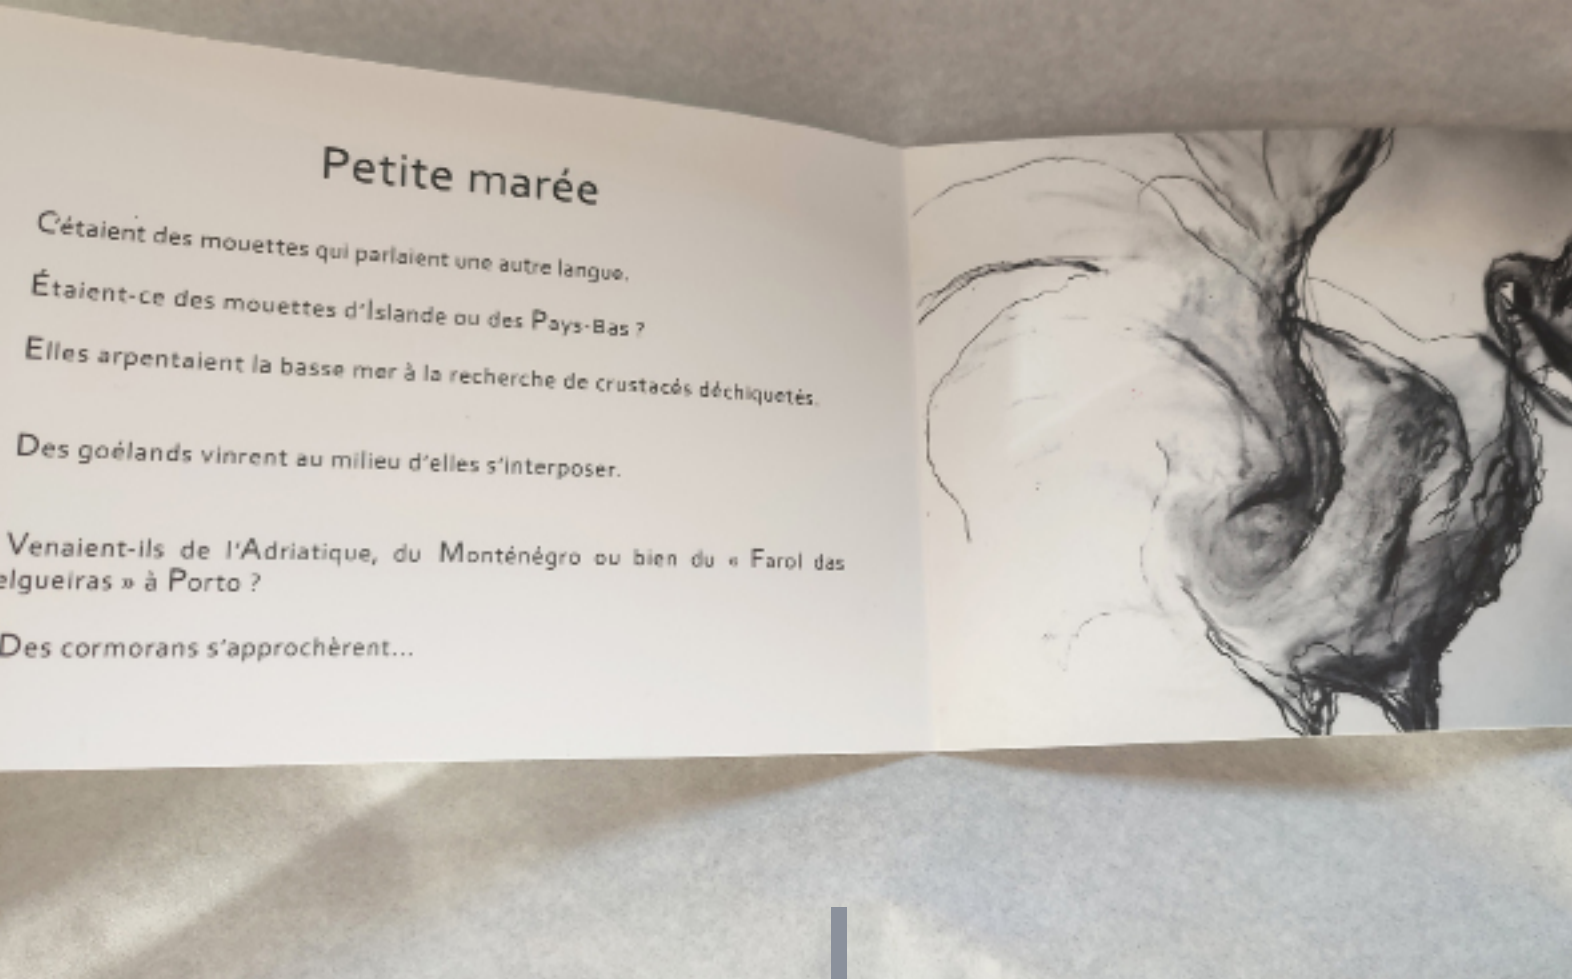 Petite marée
C'étaient des mouettes qui parlaient une autre langue.
Étaient-ce des mouettes d'Islande ou des Pays-Bas ?
Elles arpentaient la basse mer à la recherche de crustacés déchiquetés.
Des goélands vinrent au milieu d'elles s'interposer.
Venaient-ils de l'Adriatique, du Monténégro ou bien du « Farol das
elgueiras » à Porto ?
Des cormorans s'approchèrent...